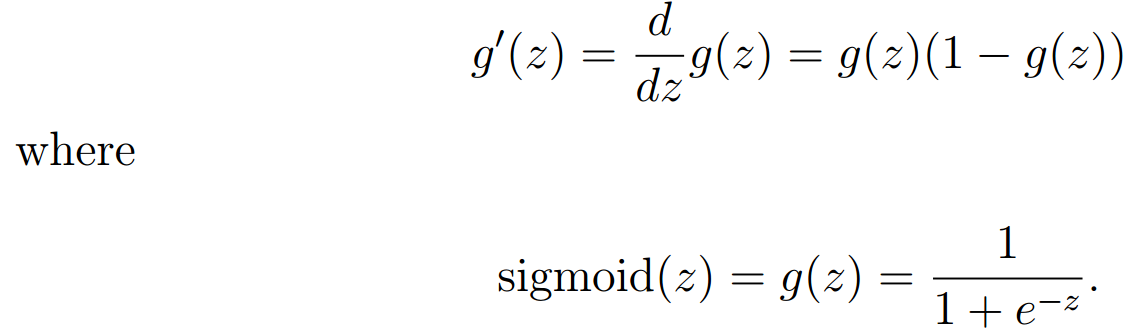 g′(z) = d/dz g(z) = g(z)(1 − g(z))
where
sigmoid(z) = g(z) = 1/(1 + e^{−z}).